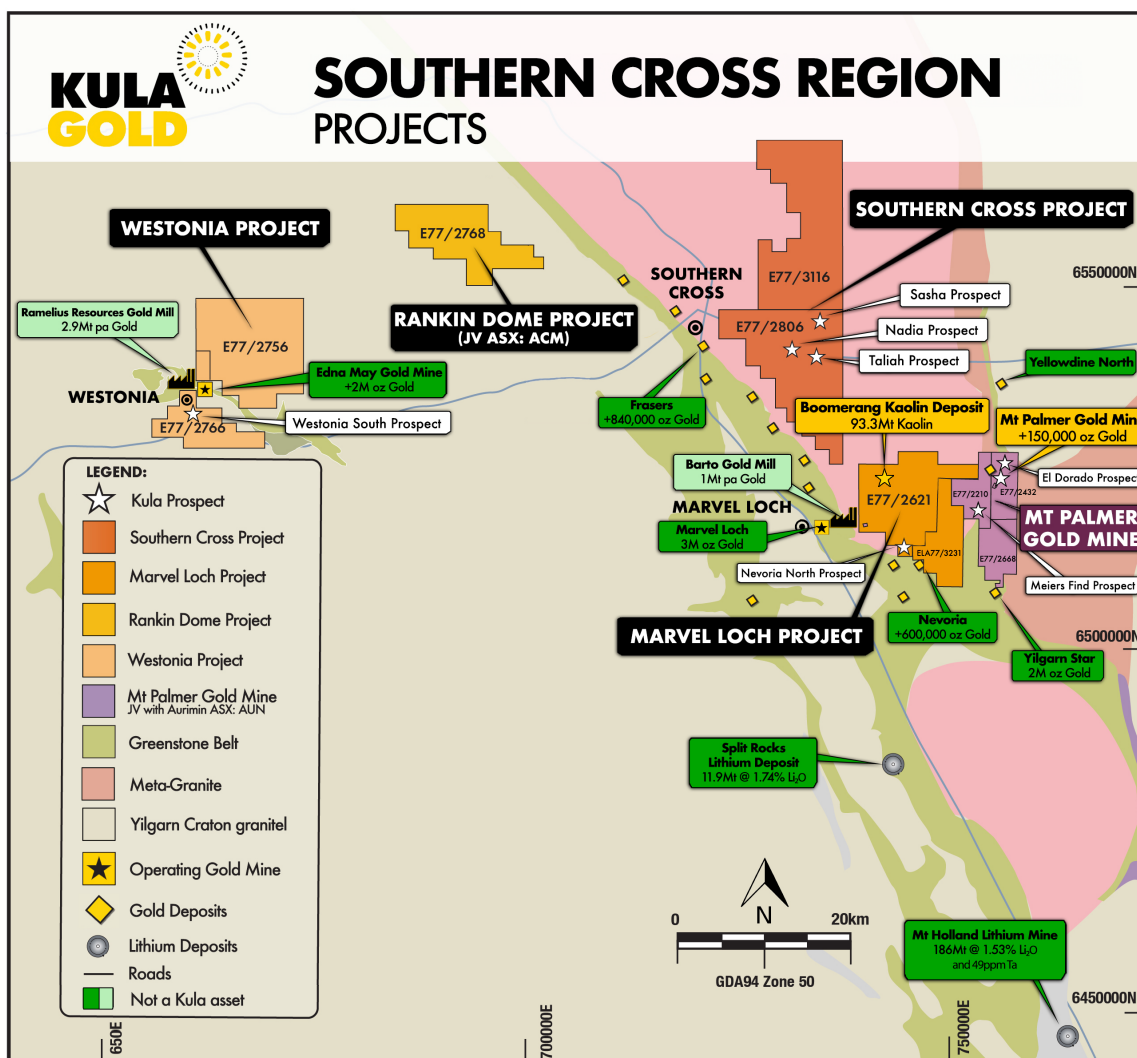 KULA
GOLD
SOUTHERN CROSS REGION
PROJECTS
WESTONIA PROJECT
E77/2768
SOUTHERN CROSS PROJECT
6550000N
SOUTHERN
CROSS
E77/3116
Sasha Prospect
Ramelius Resources Gold Mill
2.9Mt pa Gold
RANKIN DOME PROJECT
(JV ASX: ACM)
E77/2806
Nadia Prospect
E77/2756
Taliah Prospect
Yellowdine North
Edna May Gold Mine
+2M oz Gold
WESTONIA
Frasers
+840,000 oz Gold
Boomerang Kaolin Deposit
93.3Mt Kaolin
Mt Palmer Gold Min
+150,000 oz Gold
E77/2766
Westonia South Prospect
Barto Gold Mill
1Mt pa Gold
El Dorado Prospect
E77/2621
E77/2210
E77/2432
MARVEL LOCH
MT PALMER
GOLD MINE
Marvel Loch
3M oz Gold
ELA77/3231
E77/2668
Nevoria North Prospect
Meiers Find Prospect
MARVEL LOCH PROJECT
Nevoria
+600,000 oz Gold
6500000N
Yilgarn Star
2M oz Gold
Split Rocks
Lithium Deposit
11.9Mt @ 1.74% Li₂O
LEGEND:
Kula Prospect
Southern Cross Project
Marvel Loch Project
Rankin Dome Project
Westonia Project
Mt Palmer Gold Mine
JV with Aurimin ASX: AUN
Greenstone Belt
Meta-Granite
Yilgarn Craton granitel
Operating Gold Mine
Gold Deposits
Lithium Deposits
Roads
Not a Kula asset
N
0 20km
GDA94 Zone 50
Mt Holland Lithium Mine
186Mt @ 1.53% Li₂O
and 49ppm Ta
6450000N
650E
700000E
750000E